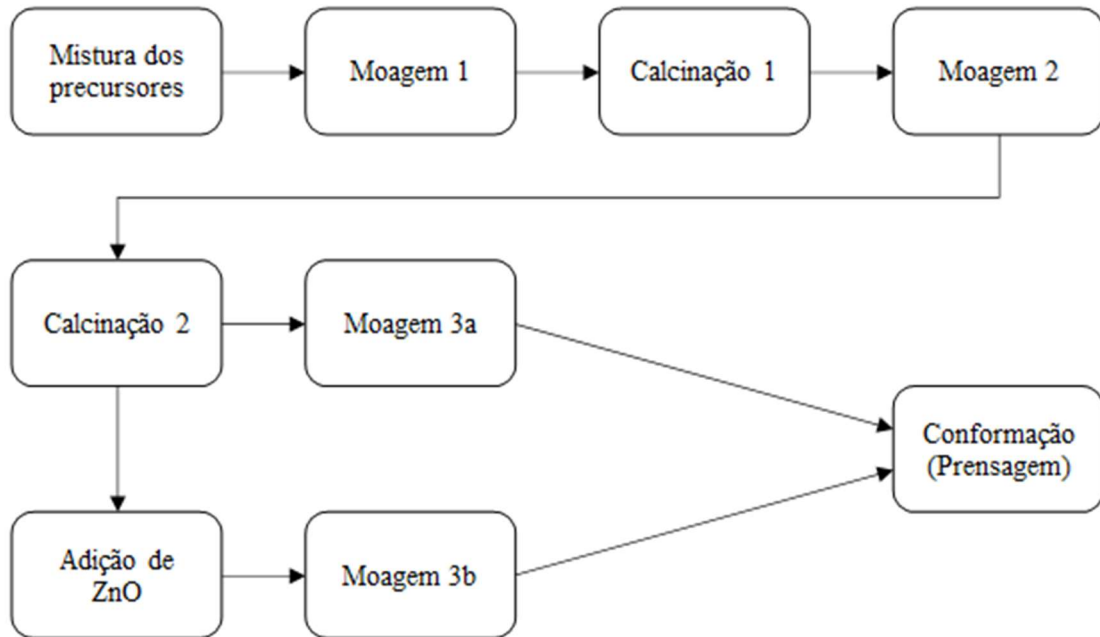 Mistura dos
precursores
Moagem 1
Calcinação 1
Moagem 2
Calcinação 2
Moagem 3a
Conformação
(Prensagem)
Adição de
ZnO
Moagem 3b